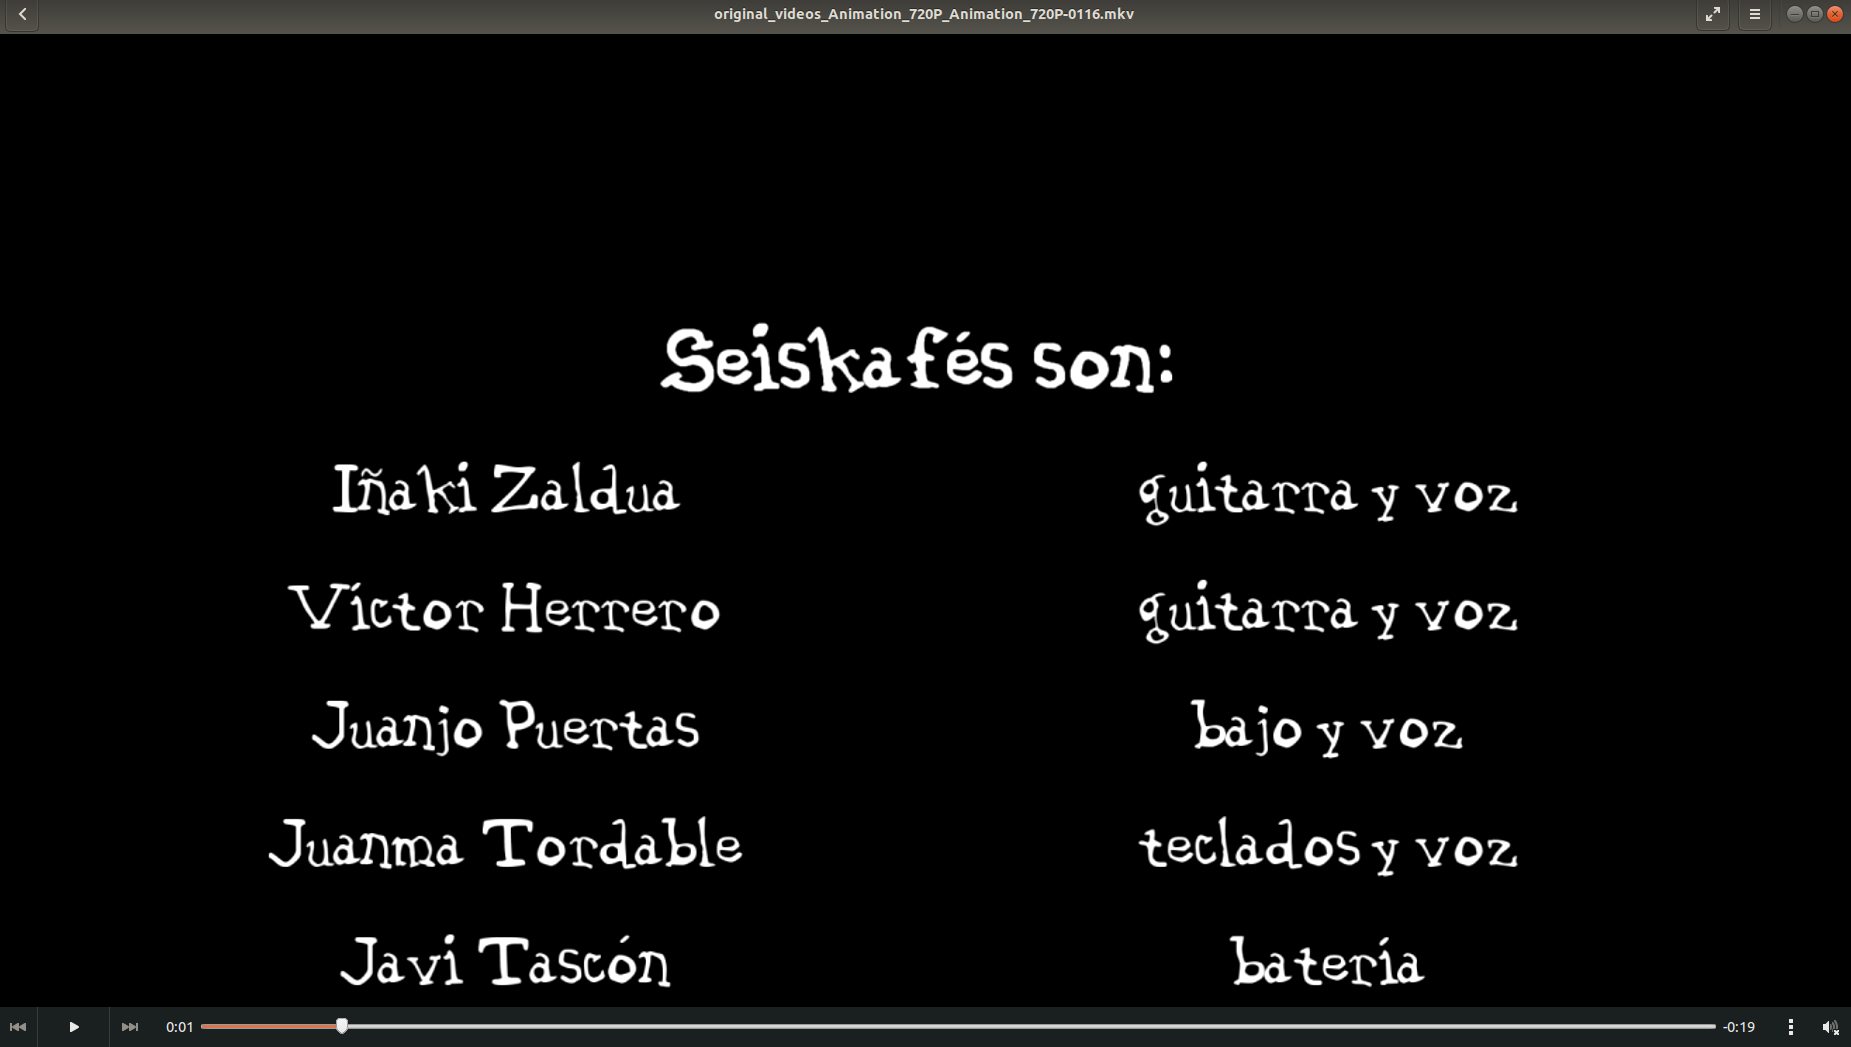 original_videos_Animation_720P_Animation_720P-0116.mkv
Seiskafés son:
Iñaki Zaldua guitarra y voz
Víctor Herrero guitarra y voz
Juanjo Puertas bajo y voz
Juanma Tordable teclados y voz
Javi Tascón batería
0:01 -0:19